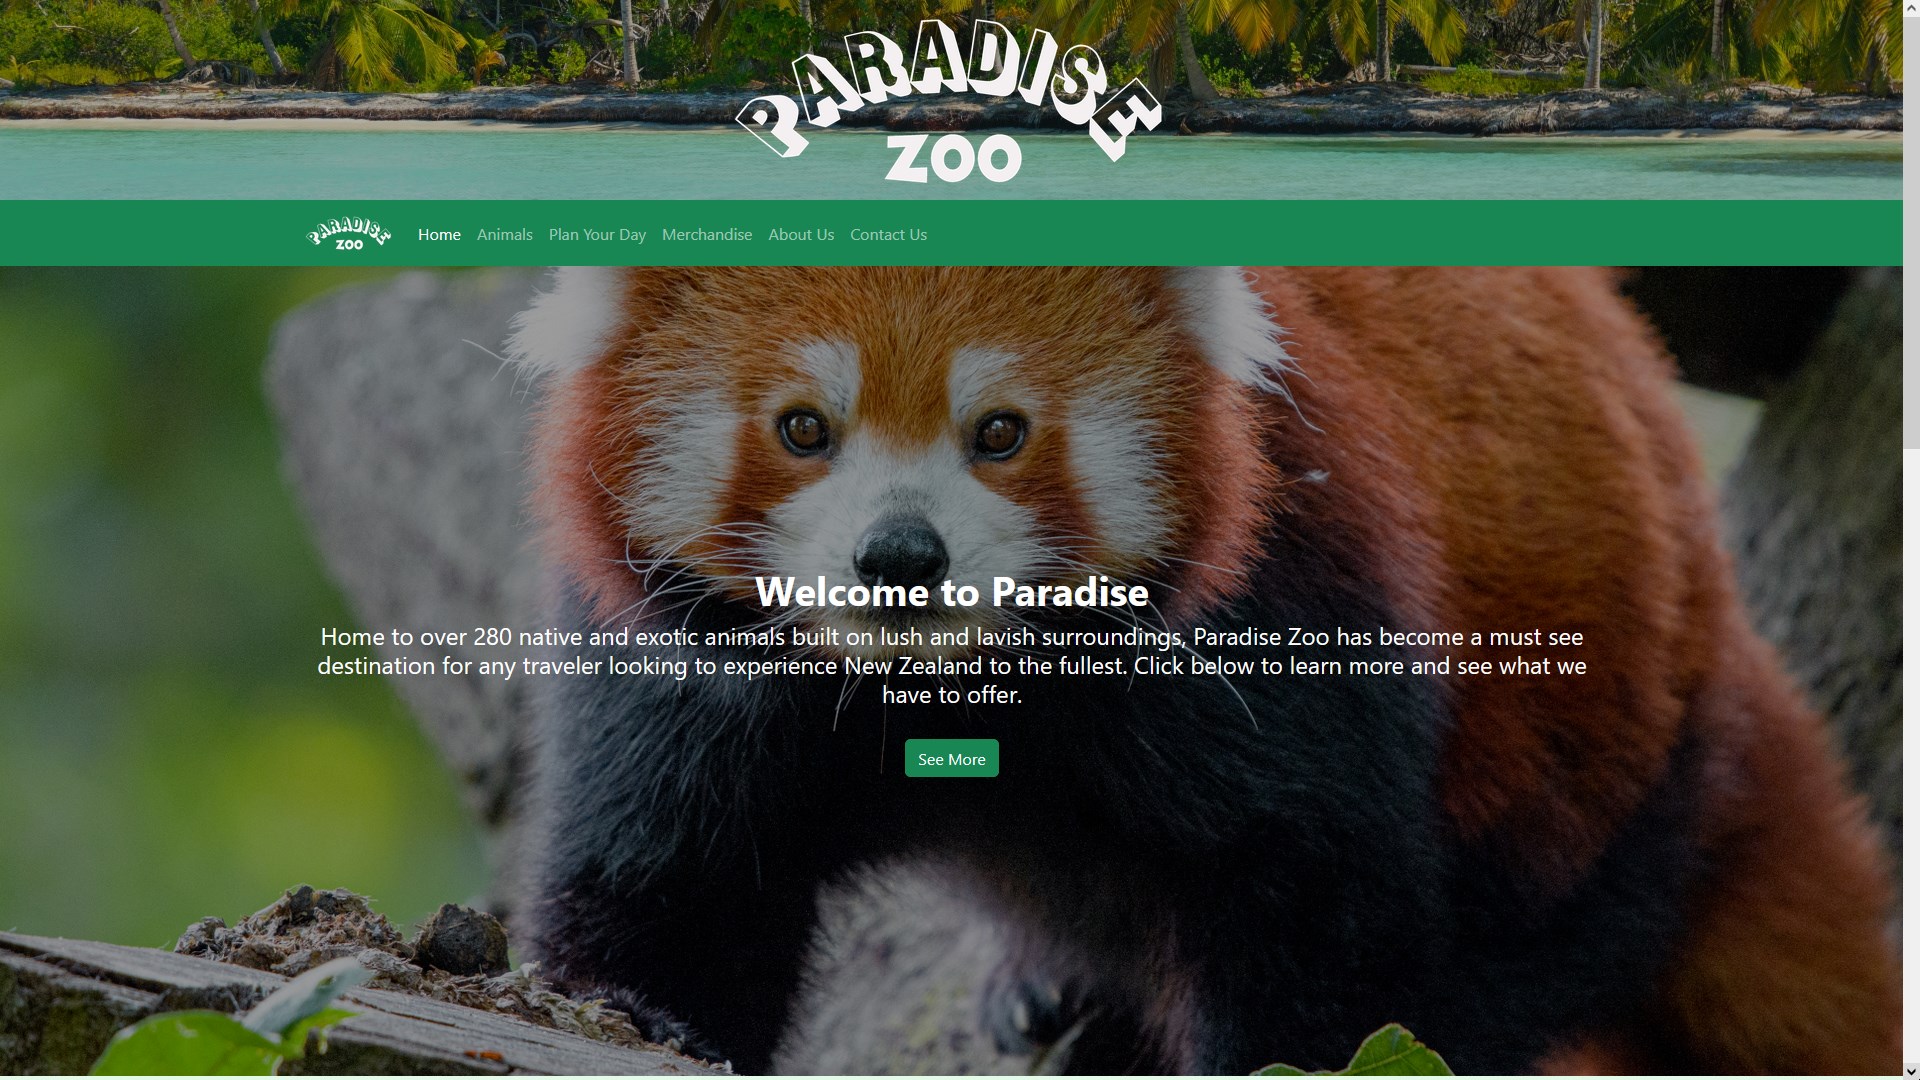 PARADISE
ZOO
PARADISE
ZOO
Home Animals Plan Your Day Merchandise About Us Contact Us
Welcome to Paradise
Home to over 280 native and exotic animals built on lush and lavish surroundings, Paradise Zoo has become a must see
destination for any traveler looking to experience New Zealand to the fullest. Click below to learn more and see what we
have to offer.
See More